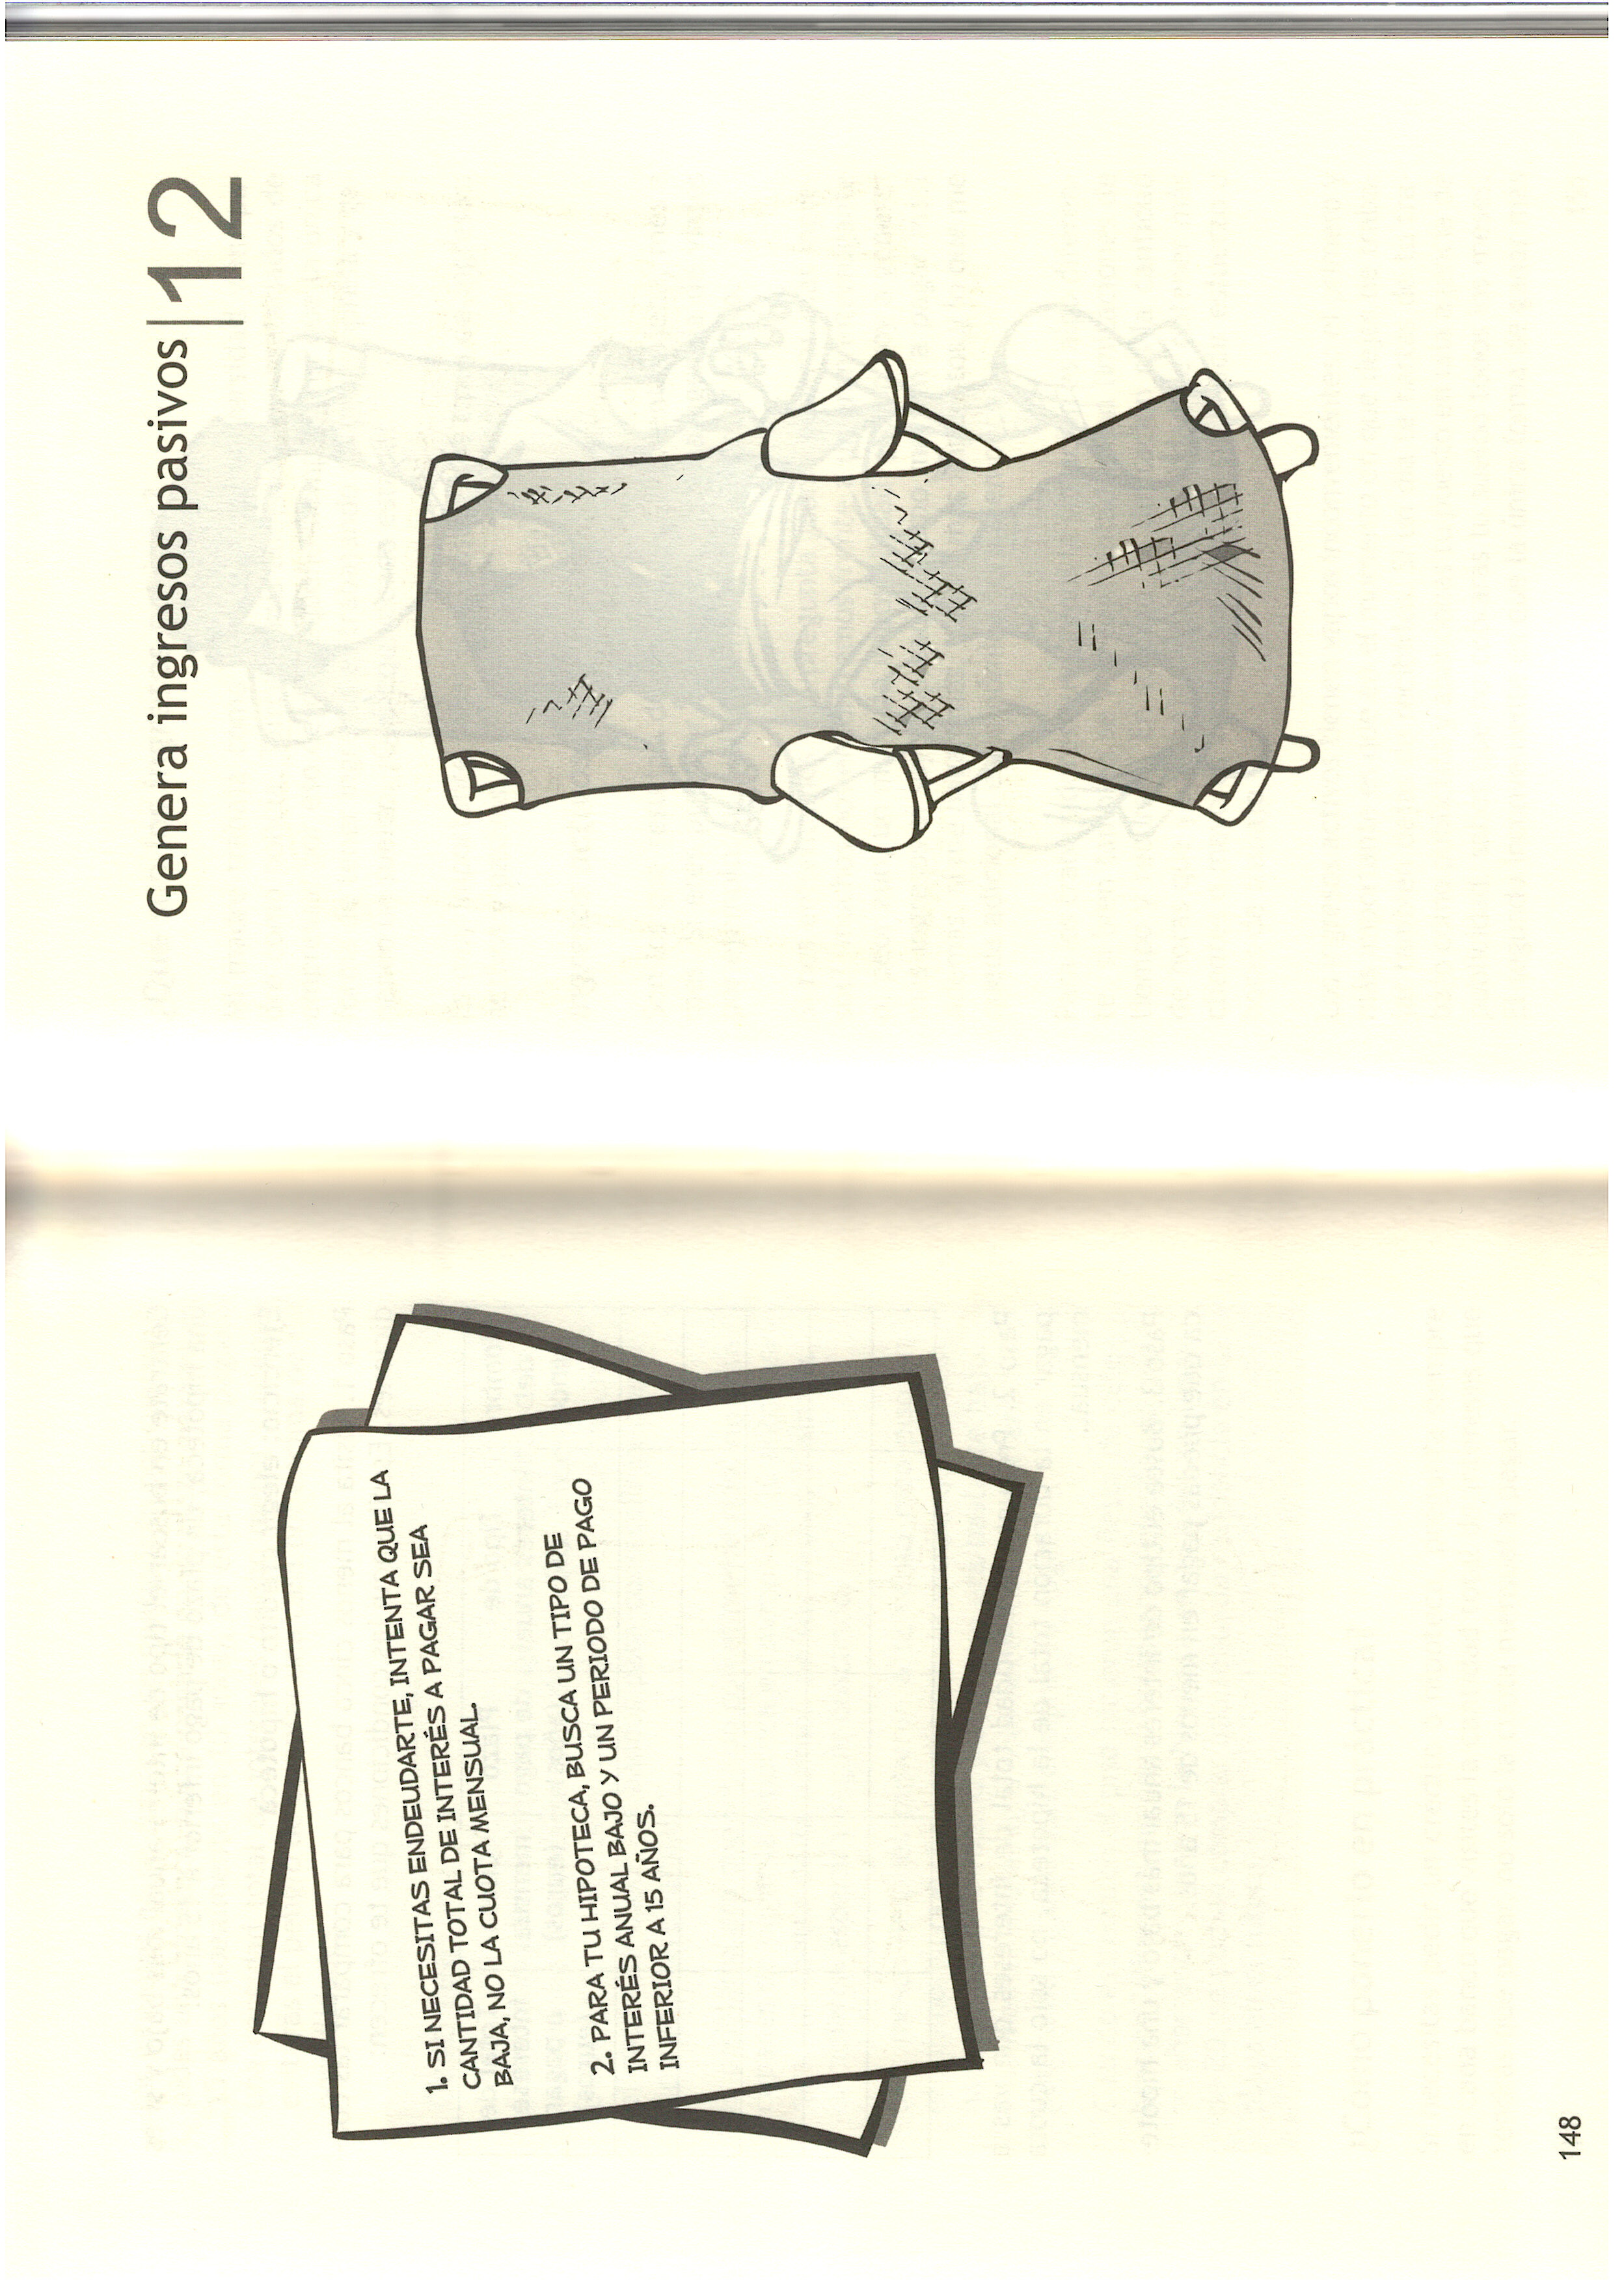 1. SI NECESITAS ENDEUDARTE, INTENTA QUE LA
CANTIDAD TOTAL DE INTERÉS A PAGAR SEA
BAJA, NO LA CUOTA MENSUAL.
2. PARA TU HIPOTECA, BUSCA UN TIPO DE
INTERÉS ANUAL BAJO Y UN PERIODO DE PAGO
INFERIOR A 15 AÑOS.
148
Genera ingresos pasivos | 12